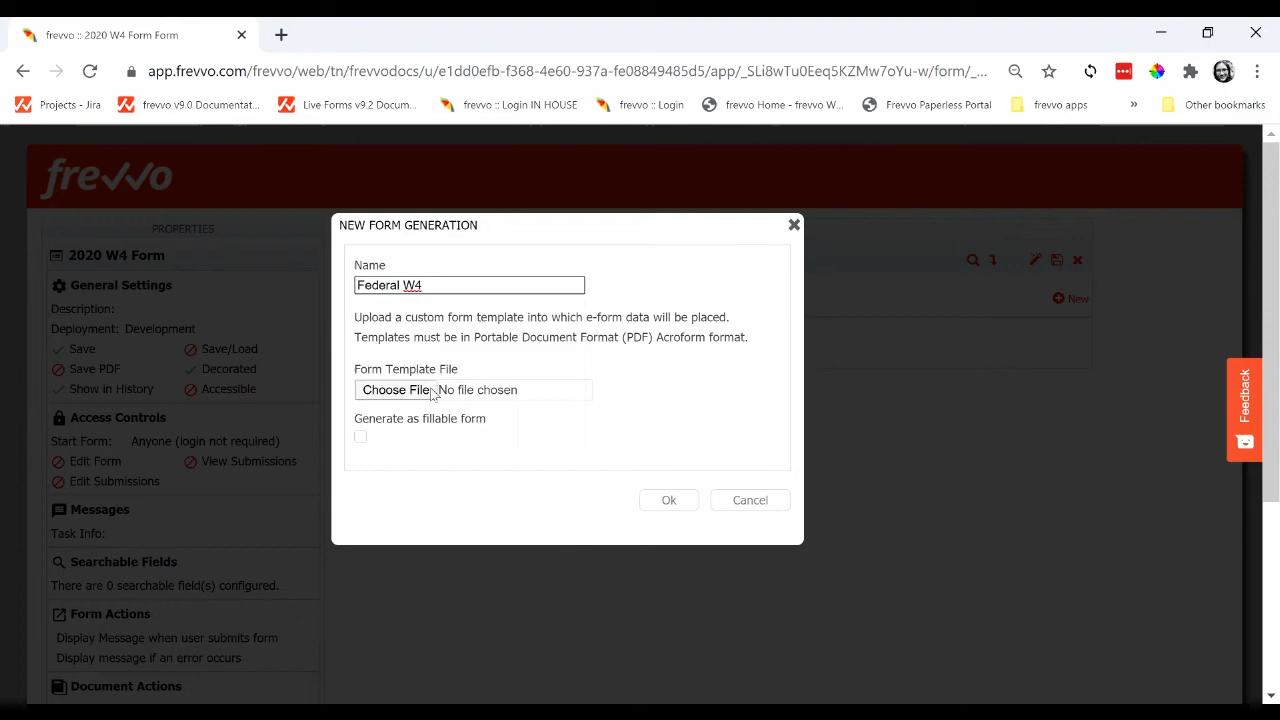 frevvo :: 2020 W4 Form Form
app.frevvo.com/frevvo/web/tn/frevvodocs/u/e1dd0efb-f368-4e60-937a-fe08849485d5/app/_SLi8wTu0Eeq5KZMw7oYu-w/form/_...
Projects - Jira
frevvo v9.0 Documentat...
Live Forms v9.2 Docum...
frevvo :: Login IN HOUSE
frevvo :: Login
frevvo Home - frevvo W...
Frevvo Paperless Portal
frevvo apps
»
Other bookmarks
frevvo
PROPERTIES
2020 W4 Form
General Settings
Description:
Deployment: Development
Save
Save/Load
Save PDF
Decorated
Show in History
Accessible
Access Controls
Start Form: Anyone (login not required)
Edit Form
View Submissions
Edit Submissions
Messages
Task Info:
Searchable Fields
There are 0 searchable field(s) configured.
Form Actions
Display Message when user submits form
Display message if an error occurs
Document Actions
NEW FORM GENERATION
Name
Federal W4
Upload a custom form template into which e-form data will be placed.
Templates must be in Portable Document Format (PDF) Acroform format.
Form Template File
Choose File No file chosen
Generate as fillable form
Ok
Cancel
New
Feedback